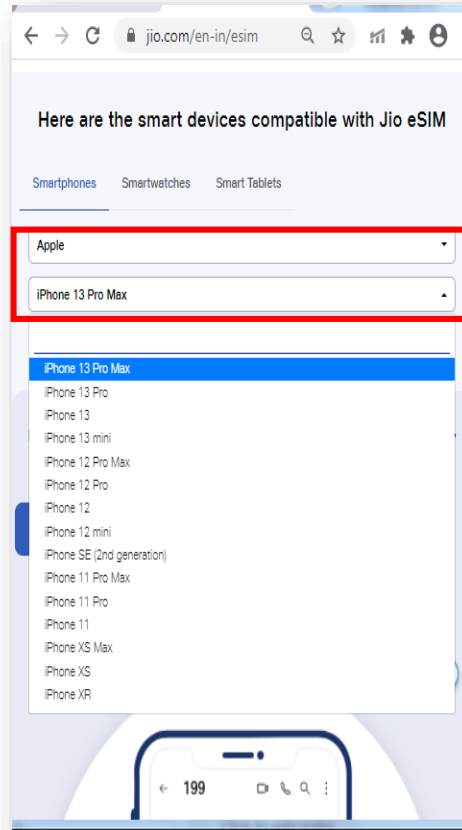 jio.com/en-in/esim
Here are the smart devices compatible with Jio eSIM
Smartphones Smartwatches Smart Tablets
Apple
iPhone 13 Pro Max
iPhone 13 Pro Max
iPhone 13 Pro
iPhone 13
iPhone 13 mini
iPhone 12 Pro Max
iPhone 12 Pro
iPhone 12
iPhone 12 mini
iPhone SE (2nd generation)
iPhone 11 Pro Max
iPhone 11 Pro
iPhone 11
iPhone XS Max
iPhone XS
iPhone XR
199